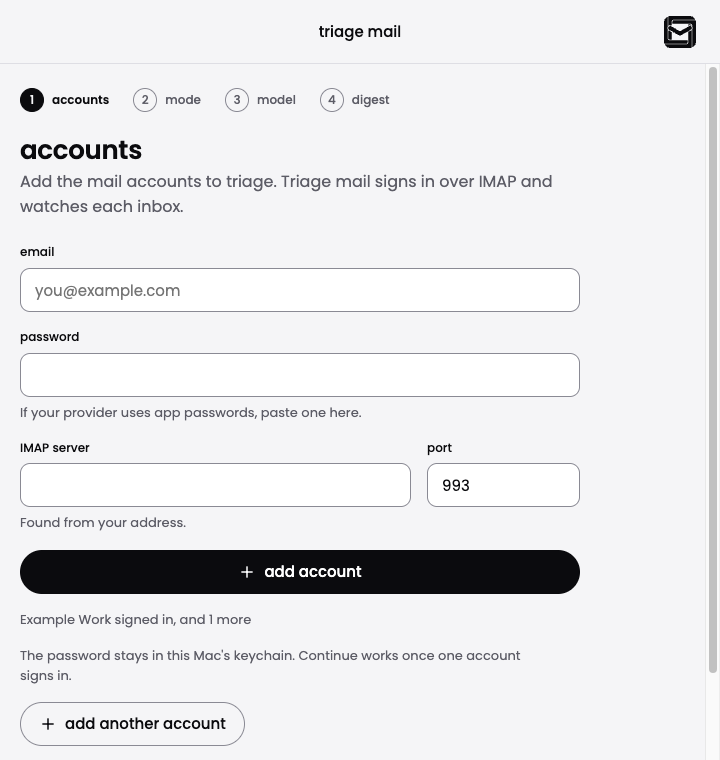 triage mail
1 accounts 2 mode 3 model 4 digest
accounts
Add the mail accounts to triage. Triage mail signs in over IMAP and
watches each inbox.
email
you@example.com
password
If your provider uses app passwords, paste one here.
IMAP server port
993
Found from your address.
+ add account
Example Work signed in, and 1 more
The password stays in this Mac's keychain. Continue works once one account
signs in.
+ add another account